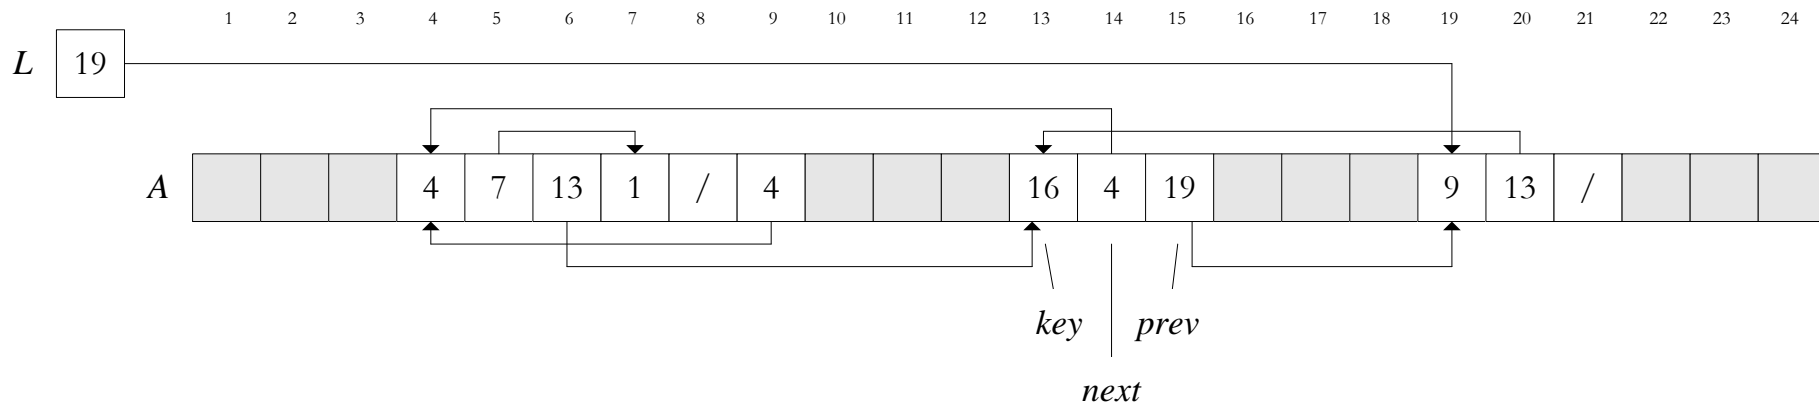 1 2 3 4 5 6 7 8 9 10 11 12 13 14 15 16 17 18 19 20 21 22 23 24
L 19
A 4 7 13 1 / 4 16 4 19 9 13 /
key prev
next